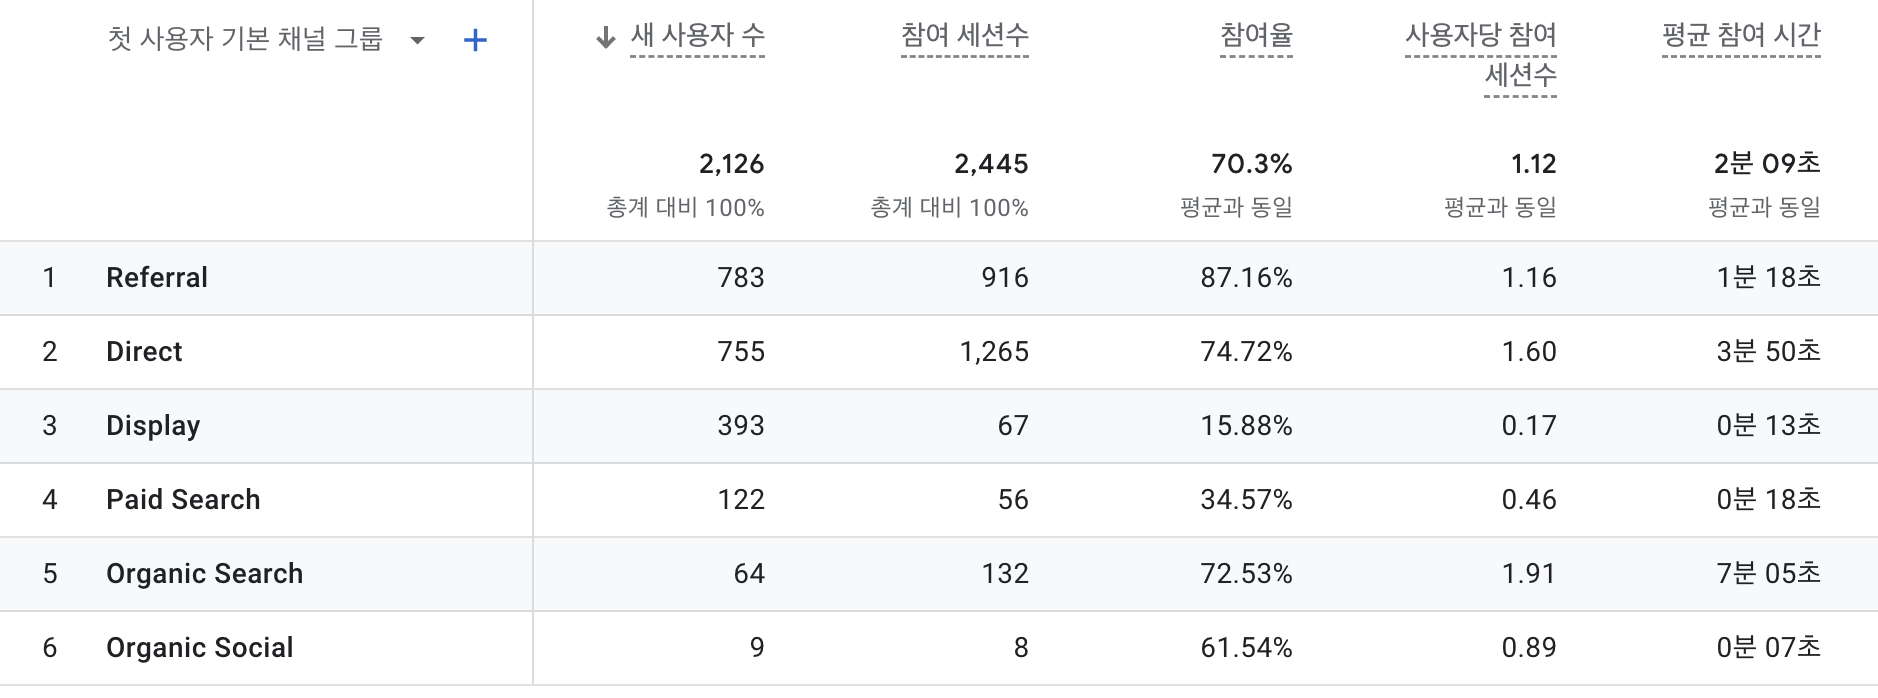 첫 사용자 기본 채널 그룹 새 사용자 수 참여 세션수 참여율 사용자당 참여 평균 참여 시간
세션수
2,126 2,445 70.3% 1.12 2분 09초
총계 대비 100% 총계 대비 100% 평균과 동일 평균과 동일 평균과 동일
1 Referral 783 916 87.16% 1.16 1분 18초
2 Direct 755 1,265 74.72% 1.60 3분 50초
3 Display 393 67 15.88% 0.17 0분 13초
4 Paid Search 122 56 34.57% 0.46 0분 18초
5 Organic Search 64 132 72.53% 1.91 7분 05초
6 Organic Social 9 8 61.54% 0.89 0분 07초